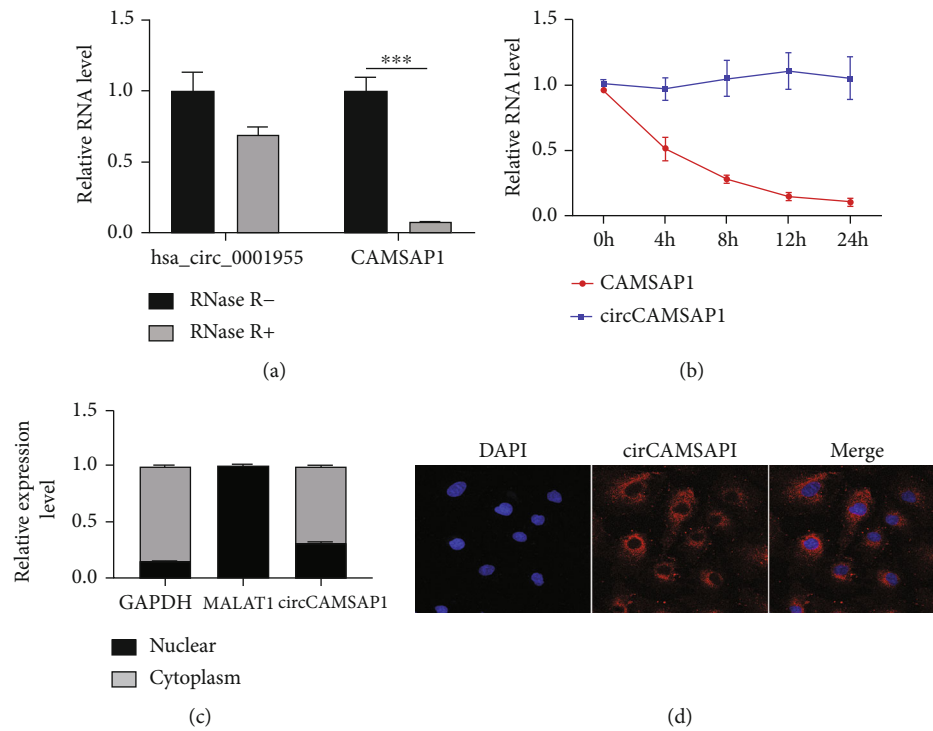 1.5
1.0
0.5
0.0
Relative RNA level
***
hsa_circ_0001955 CAMSAP1
RNase R−
RNase R+
(a)
1.5
1.0
0.5
0.0
Relative RNA level
0h 4h 8h 12h 24h
CAMSAP1
circCAMSAP1
(b)
1.5
1.0
0.5
0.0
Relative expression
level
GAPDH MALAT1 circCAMSAP1
Nuclear
Cytoplasm
(c)
DAPI cirCAMSAPI Merge
(d)